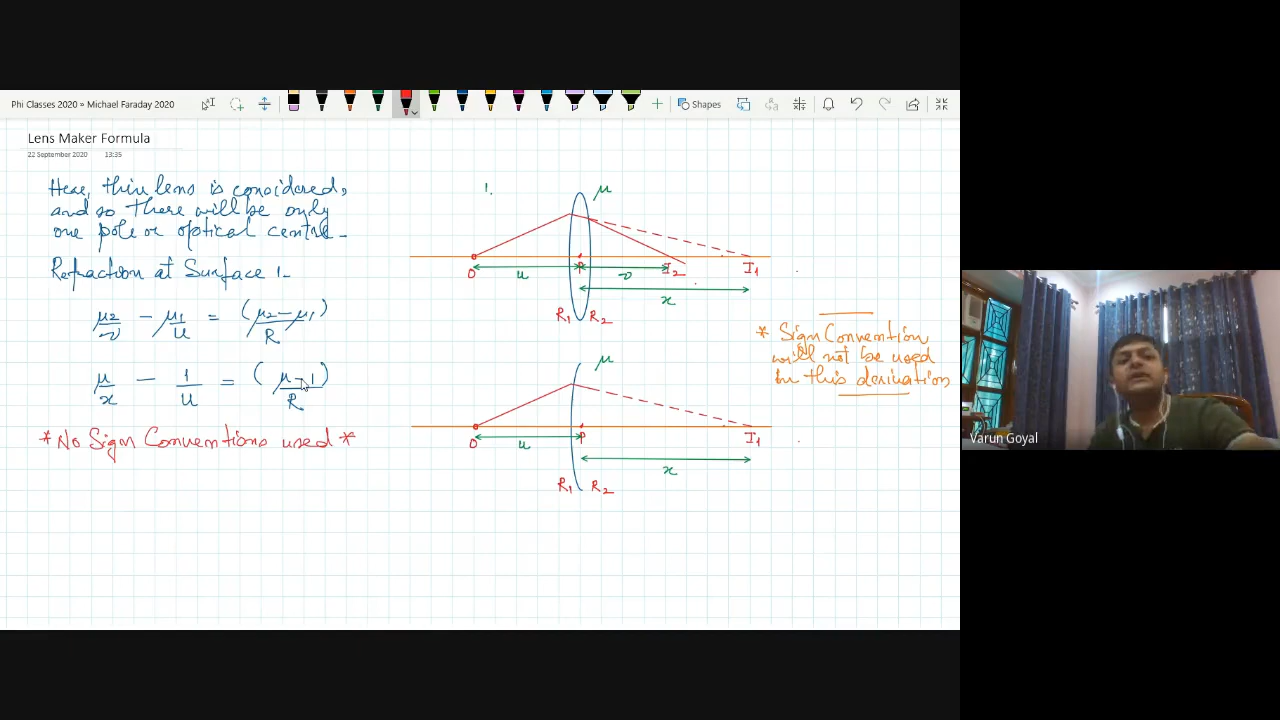 Phi Classes 2020 » Michael Faraday 2020
Shapes
Lens Maker Formula
22 September 2020 13:35
Here, thin lens is considered,
and so there will be only
one pole or optical centre.
Refraction at Surface 1.
μ2/v - μ1/u = (μ2-μ1)/R
μ/x - 1/u = (μ-1)/R
*No Sign Conventions used*
1.
μ
O
u
P
v
I2
I1
x
R1 R2
* Sign Convention
will not be used
in this derivation
μ
O
u
P
I1
x
R1 R2
Varun Goyal